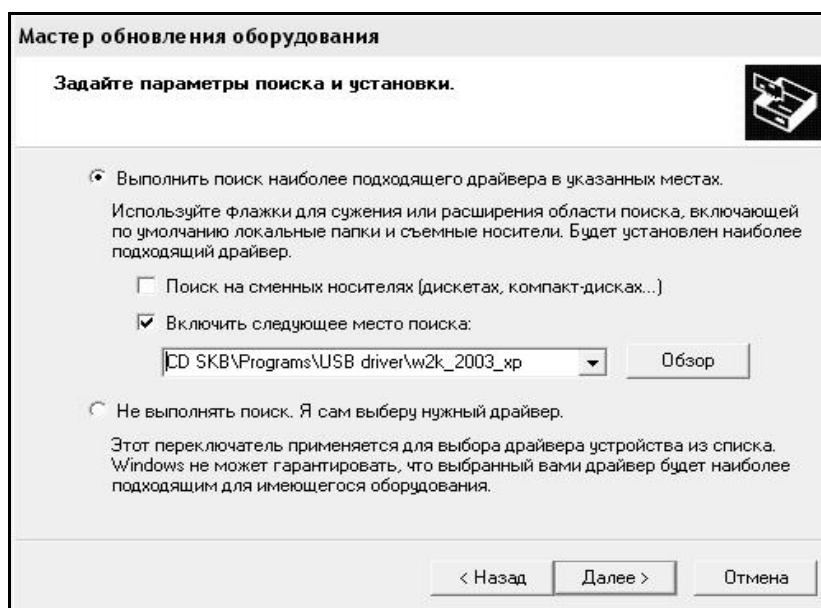 Мастер обновления оборудования
Задайте параметры поиска и установки.
Выполнить поиск наиболее подходящего драйвера в указанных местах.
Используйте флажки для сужения или расширения области поиска, включающей
по умолчанию локальные папки и съемные носители. Будет установлен наиболее
подходящий драйвер.
Поиск на сменных носителях (дискетах, компакт-дисках...)
Включить следующее место поиска:
CD SKB\Programs\USB driver\w2k_2003_xp
Обзор
Не выполнять поиск. Я сам выберу нужный драйвер.
Этот переключатель применяется для выбора драйвера устройства из списка.
Windows не может гарантировать, что выбранный вами драйвер будет наиболее
подходящим для имеющегося оборудования.
< Назад
Далее >
Отмена